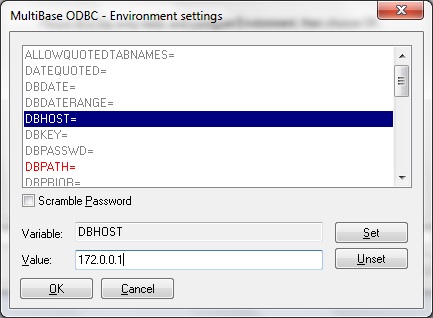 MultiBase ODBC - Environment settings
ALLOWQUOTEDTABNAMES=
DATEQUOTED=
DBDATE=
DBDATERANGE=
DBHOST=
DBKEY=
DBPASSWD=
DBPATH=
DBPRIOR=
Scramble Password
Variable: DBHOST Set
Value: 172.0.0.1 Unset
OK Cancel